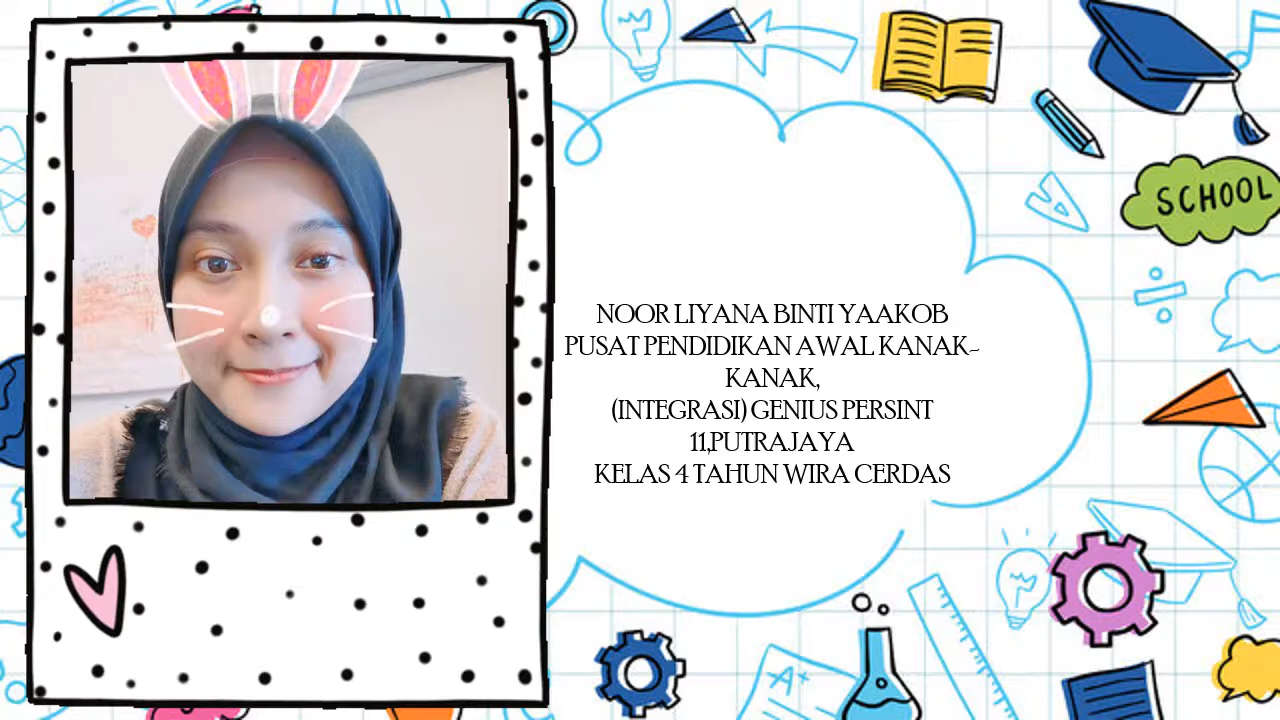 SCHOOL
NOOR LIYANA BINTI YAAKOB
PUSAT PENDIDIKAN AWAL KANAK-
KANAK,
(INTEGRASI) GENIUS PERSINT
11,PUTRAJAYA
KELAS 4 TAHUN WIRA CERDAS
A+